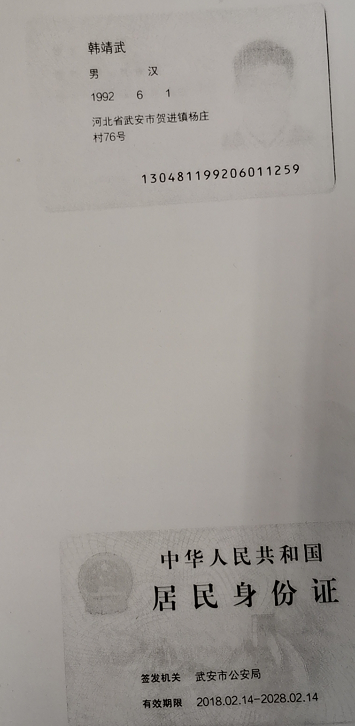 韩靖武
男 汉
1992 6 1
河北省武安市贺进镇杨庄
村76号
130481199206011259
中华人民共和国
居民身份证
签发机关 武安市公安局
有效期限 2018.02.14-2028.02.14